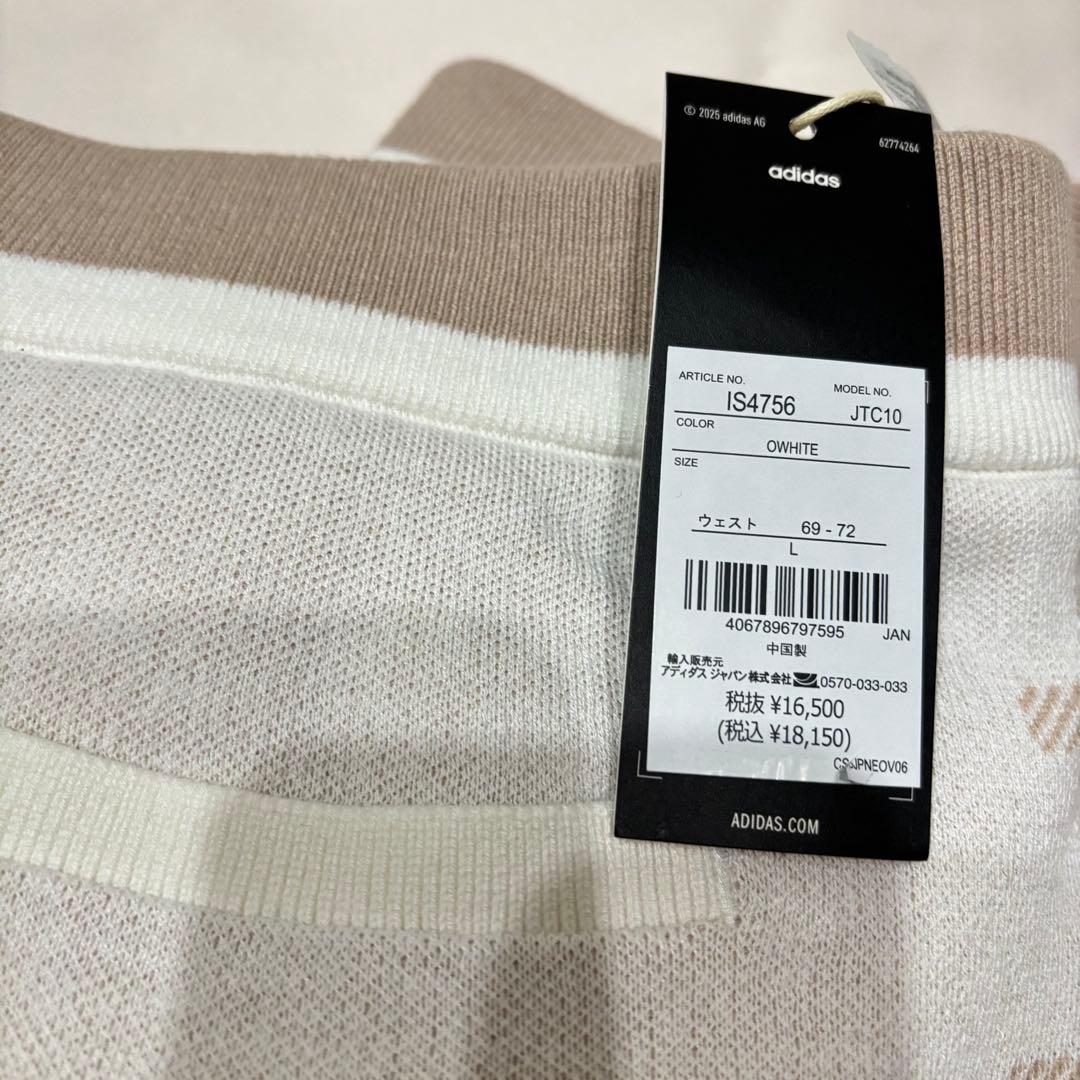 © 2025 adidas AG
62774264
adidas
ARTICLE NO.
MODEL NO.
IS4756
JTC10
COLOR
OWHITE
SIZE
ウェスト 69 - 72
L
4067896797595 JAN
中国製
輸入販売元
アディダス ジャパン株式会社 0570-033-033
税抜 ¥16,500
(税込 ¥18,150)
JPNEOV06
ADIDAS.COM